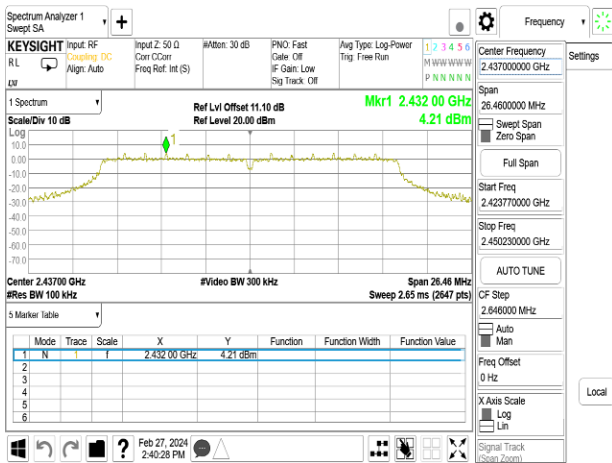 Spectrum Analyzer 1
Swept SA
+
Frequency
KEYSIGHT
RL
Input: RF
Coupling: DC
Align: Auto
Input Z: 50 Ω
Corr CCorr
Freq Ref: Int (S)
#Atten: 30 dB
PNO: Fast
Gate: Off
IF Gain: Low
Sig Track: Off
Avg Type: Log-Power
Trig: Free Run
1 2 3 4 5 6
M W W W W W
P N N N N N
LXI
1 Spectrum
Scale/Div 10 dB
Ref Lvl Offset 11.10 dB
Ref Level 20.00 dBm
Mkr1 2.432 00 GHz
4.21 dBm
Log
10.0
0.00
-10.0
-20.0
-30.0
-40.0
-50.0
-60.0
-70.0
1
Center 2.43700 GHz
#Res BW 100 kHz
#Video BW 300 kHz
Span 26.46 MHz
Sweep 2.65 ms (2647 pts)
5 Marker Table
Mode Trace Scale X Y Function Function Width Function Value
1 N 1 f 2.432 00 GHz 4.21 dBm
2
3
4
5
6
Feb 27, 2024
2:40:28 PM
?
Center Frequency
2.437000000 GHz
Span
26.4600000 MHz
Swept Span
Zero Span
Full Span
Start Freq
2.423770000 GHz
Stop Freq
2.450230000 GHz
AUTO TUNE
CF Step
2.646000 MHz
Auto
Man
Freq Offset
0 Hz
X Axis Scale
Log
Lin
Signal Track
(Span Zoom)
Settings
Local